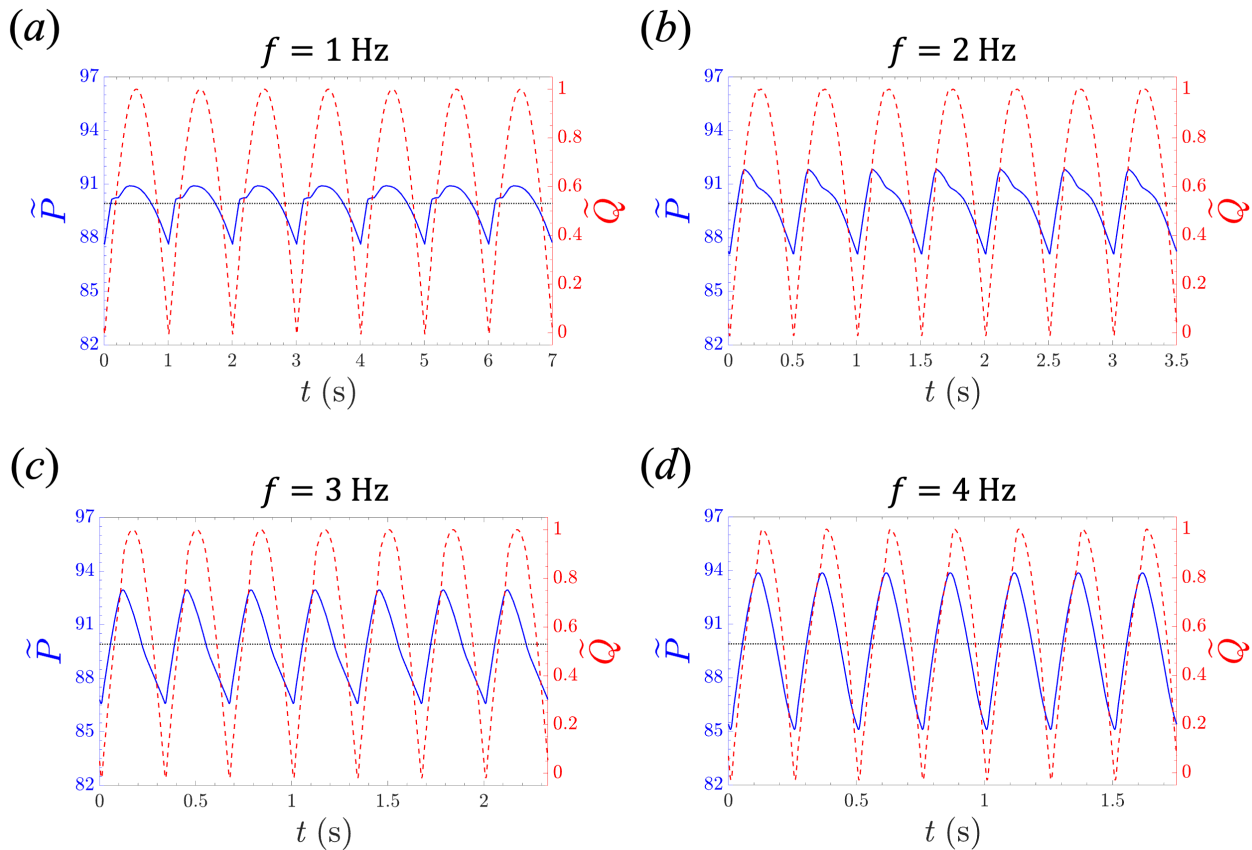 (a)
f = 1 Hz
97
94
91
88
85
82
P̃
1
0.8
0.6
0.4
0.2
0
Q̃
0 1 2 3 4 5 6 7
t (s)
(b)
f = 2 Hz
97
94
91
88
85
82
P̃
1
0.8
0.6
0.4
0.2
0
Q̃
0 0.5 1 1.5 2 2.5 3 3.5
t (s)
(c)
f = 3 Hz
97
94
91
88
85
82
P̃
1
0.8
0.6
0.4
0.2
0
Q̃
0 0.5 1 1.5 2
t (s)
(d)
f = 4 Hz
97
94
91
88
85
82
P̃
1
0.8
0.6
0.4
0.2
0
Q̃
0 0.5 1 1.5
t (s)